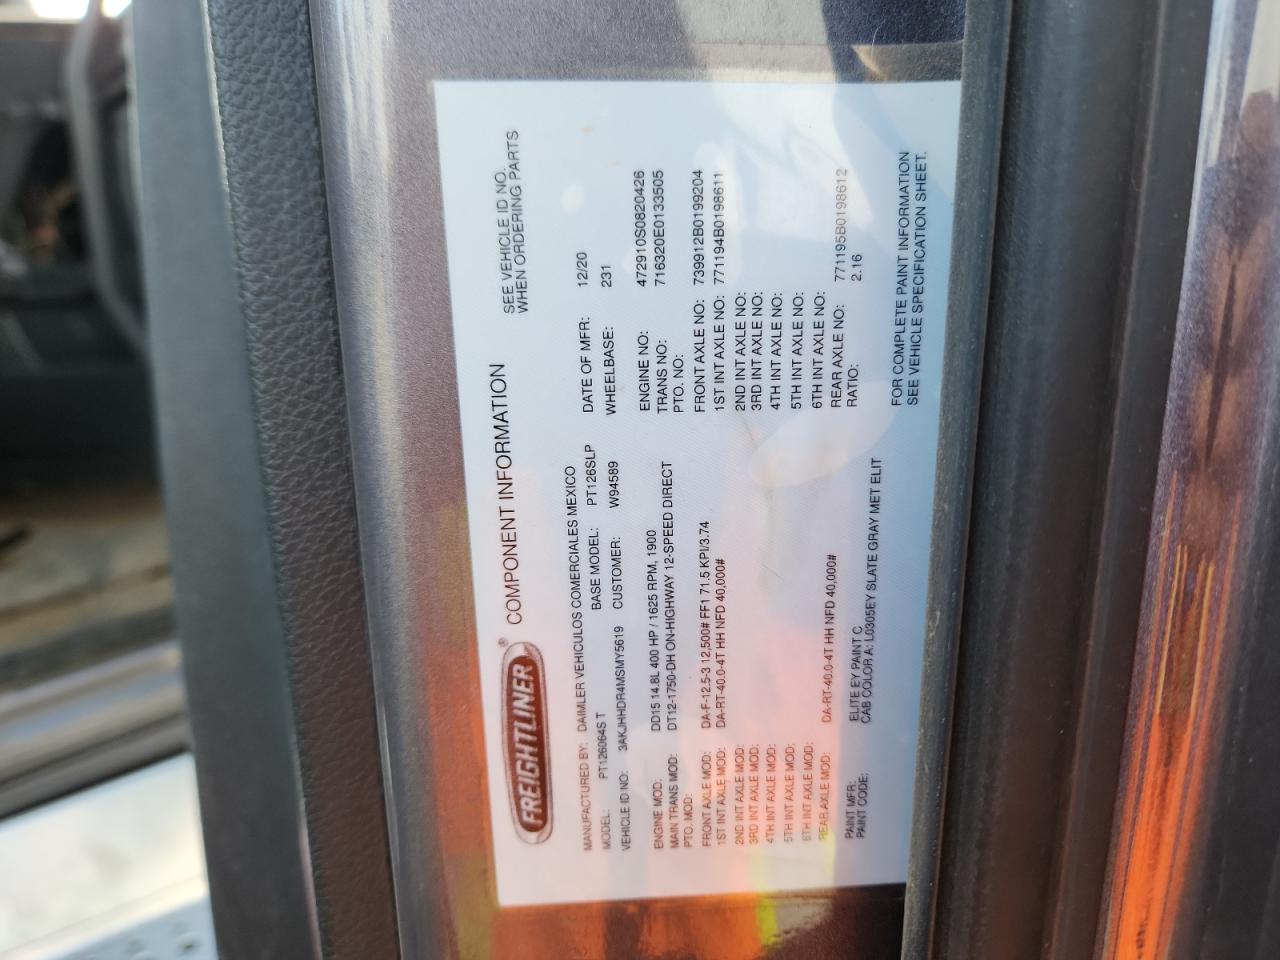 FREIGHTLINER® COMPONENT INFORMATION
SEE VEHICLE ID NO.
WHEN ORDERING PARTS
MANUFACTURED BY: DAIMLER VEHICULOS COMERCIALES MEXICO
MODEL: PT126064S T BASE MODEL: PT126SLP DATE OF MFR: 12/20
VEHICLE ID NO: 3AKJHHDR4MSMY5619 CUSTOMER: W94589 WHEELBASE: 231
ENGINE MOD: DD15 14.8L 400 HP / 1625 RPM, 1900 ENGINE NO: 472910S0820426
MAIN TRANS MOD: DT12-1750-DH ON-HIGHWAY 12-SPEED DIRECT TRANS NO: 716320E0133505
PTO. MOD: PTO. NO:
FRONT AXLE MOD: DA-F-12.5-3 12,500# FF1 71.5 KPI/3.74 FRONT AXLE NO: 739912B0199204
1ST INT AXLE MOD: DA-RT-40.0-4T HH NFD 40,000# 1ST INT AXLE NO: 771194B0198611
2ND INT AXLE MOD: 2ND INT AXLE NO:
3RD INT AXLE MOD: 3RD INT AXLE NO:
4TH INT AXLE MOD: 4TH INT AXLE NO:
5TH INT AXLE MOD: 5TH INT AXLE NO:
6TH INT AXLE MOD: 6TH INT AXLE NO:
REAR AXLE MOD: DA-RT-40.0-4T HH NFD 40,000# REAR AXLE NO: 771195B0198612
RATIO: 2.16
PAINT MFR: ELITE EY PAINT C
PAINT CODE: CAB COLOR A: L0305EY SLATE GRAY MET ELIT
FOR COMPLETE PAINT INFORMATION
SEE VEHICLE SPECIFICATION SHEET.